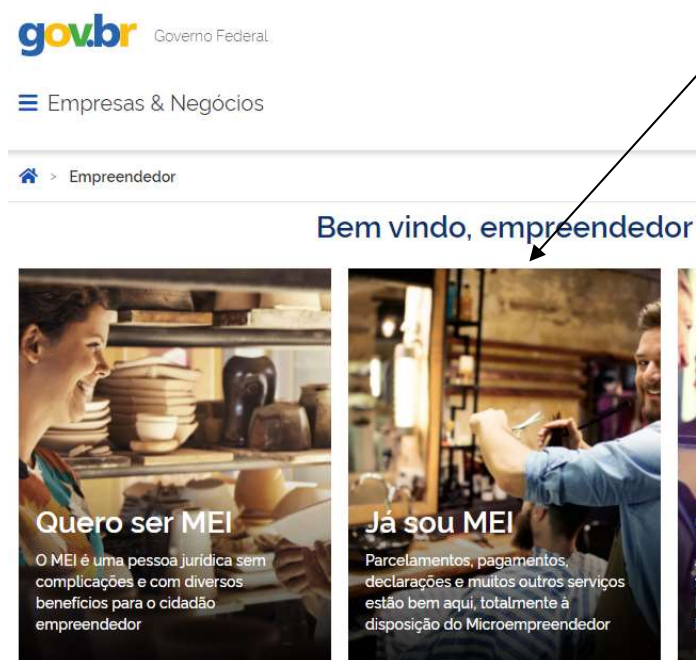 gov.br Governo Federal
Empresas & Negócios
> Empreendedor
Bem vindo, empreendedor
Quero ser MEI
O MEI é uma pessoa jurídica sem
complicações e com diversos
benefícios para o cidadão
empreendedor
Já sou MEI
Parcelamentos, pagamentos,
declarações e muitos outros serviços
estão bem aqui, totalmente à
disposição do Microempreendedor